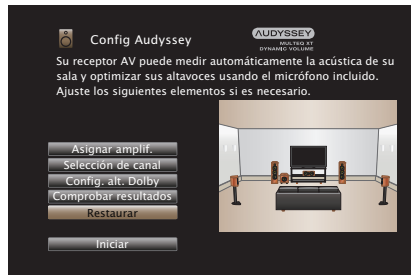 Config Audyssey
AUDYSSEY
MULTEQ XT
DYNAMIC VOLUME
Su receptor AV puede medir automáticamente la acústica de su
sala y optimizar sus altavoces usando el micrófono incluido.
Ajuste los siguientes elementos si es necesario.
Asignar amplif.
Selección de canal
Config. alt. Dolby
Comprobar resultados
Restaurar
Iniciar